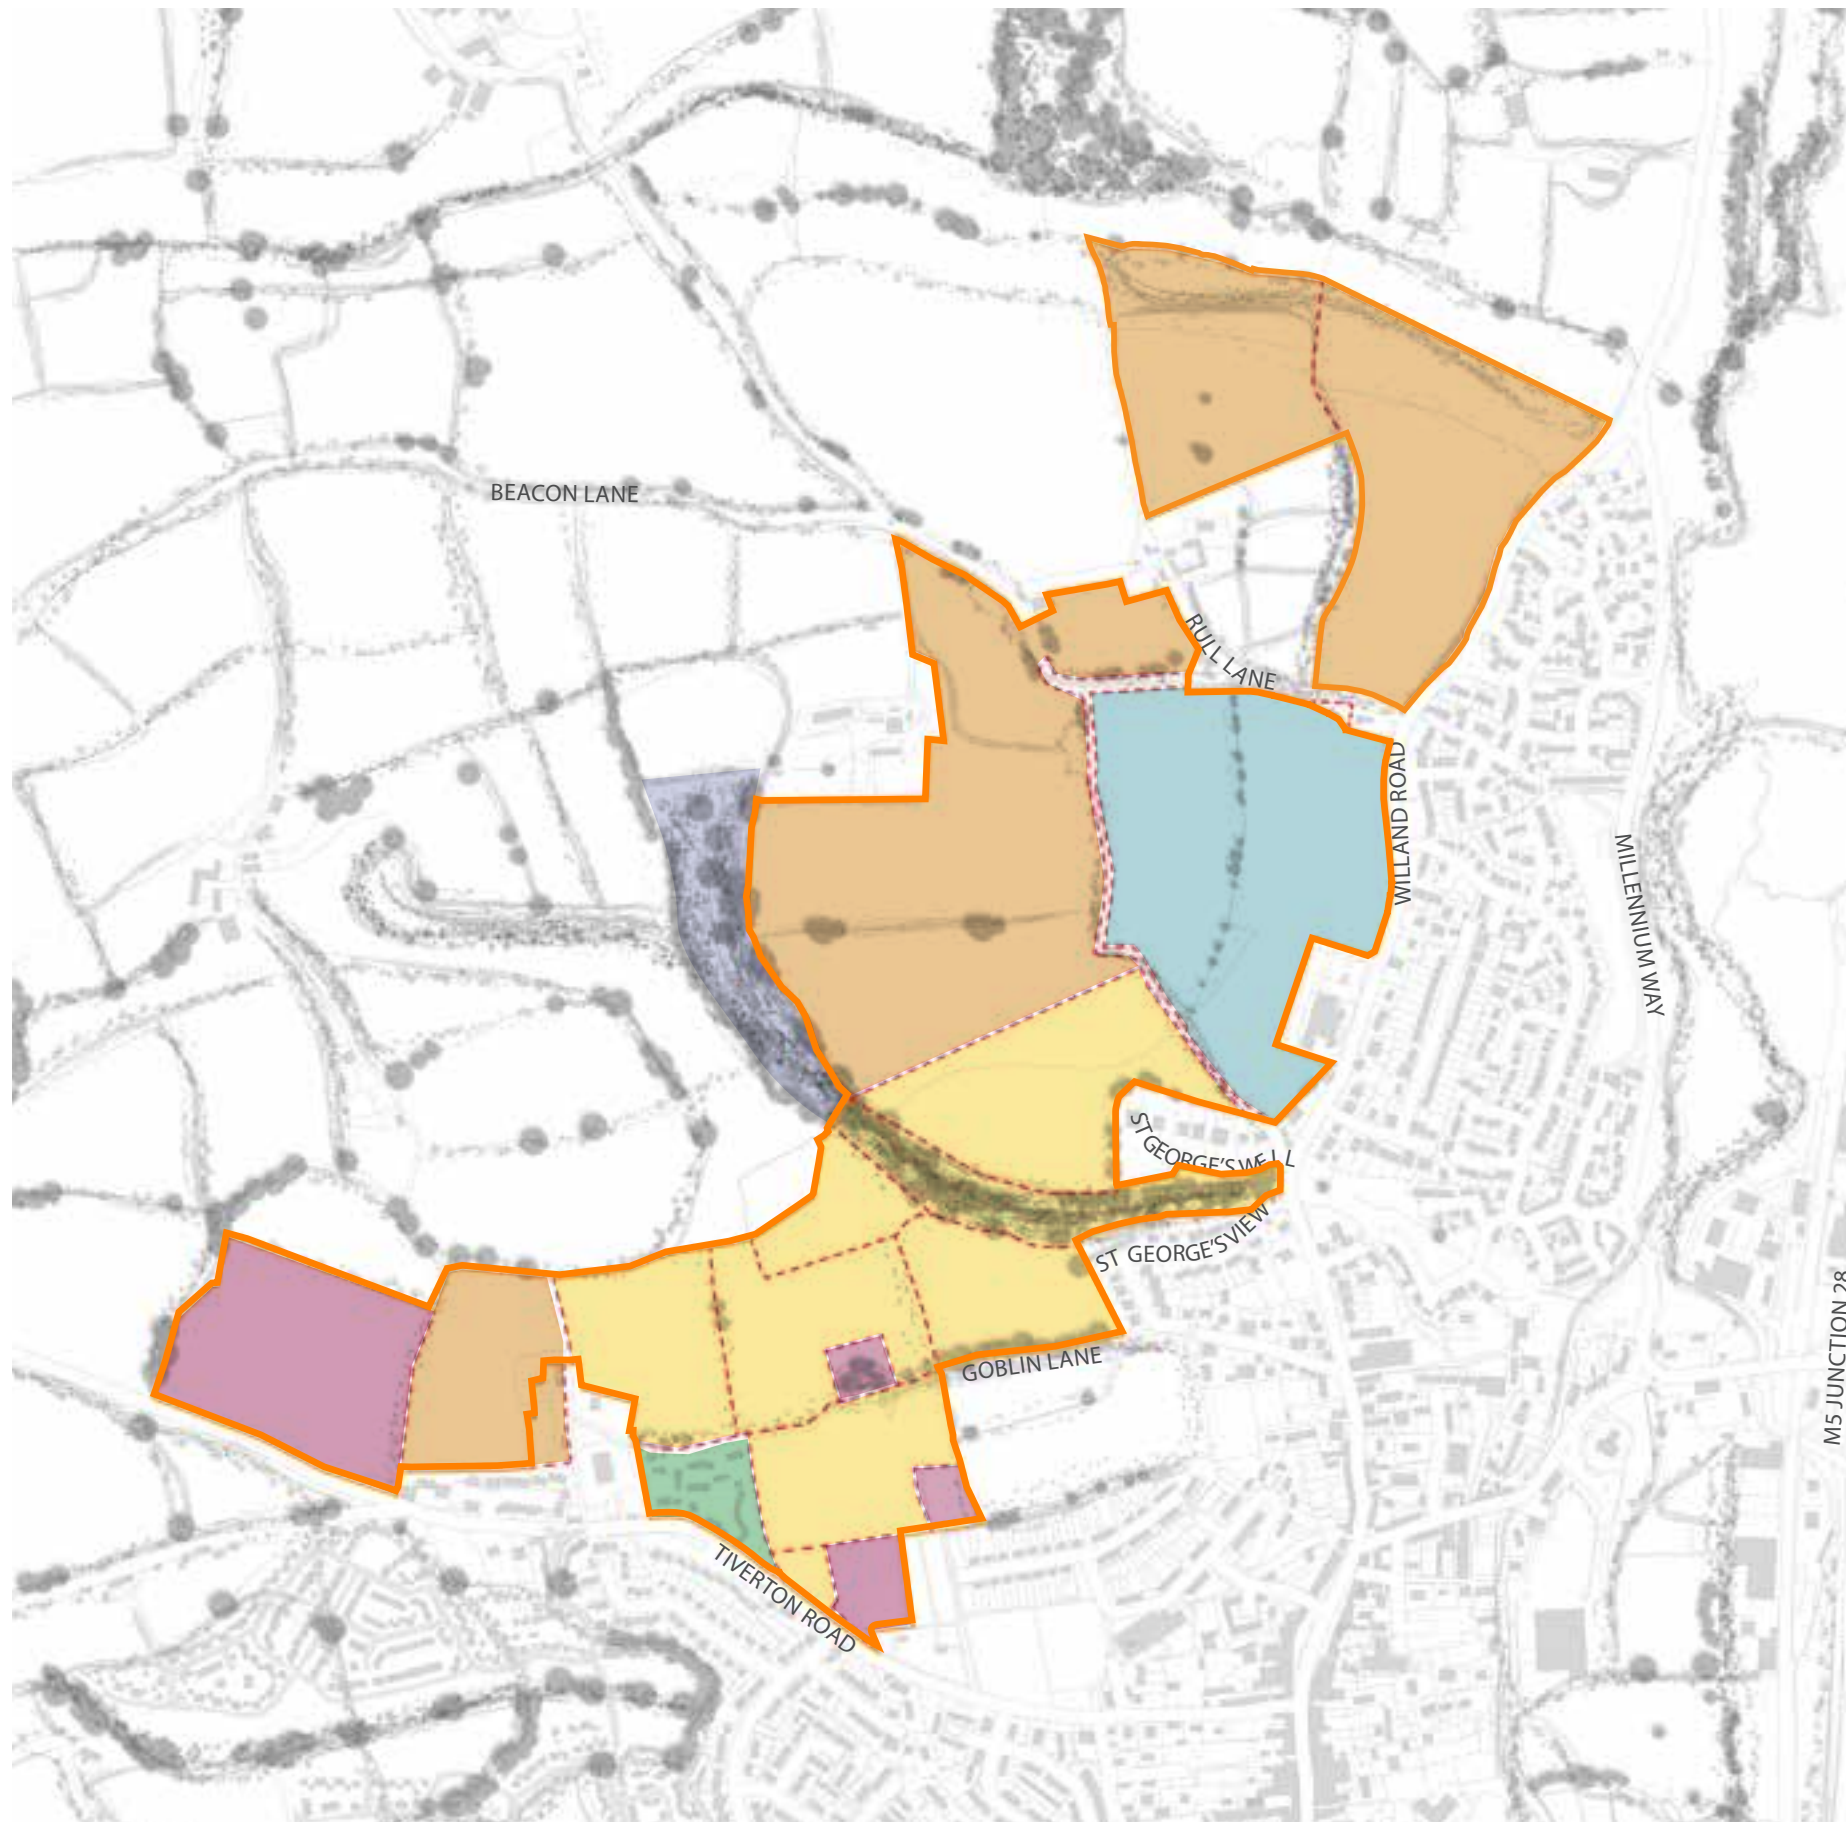 BEACON LANE
RULL LANE
WILLAND ROAD
MILLENNIUM WAY
ST GEORGE'S WELL
ST GEORGE'S VIEW
M5 JUNCTION 28
GOBLIN LANE
TIVERTON ROAD